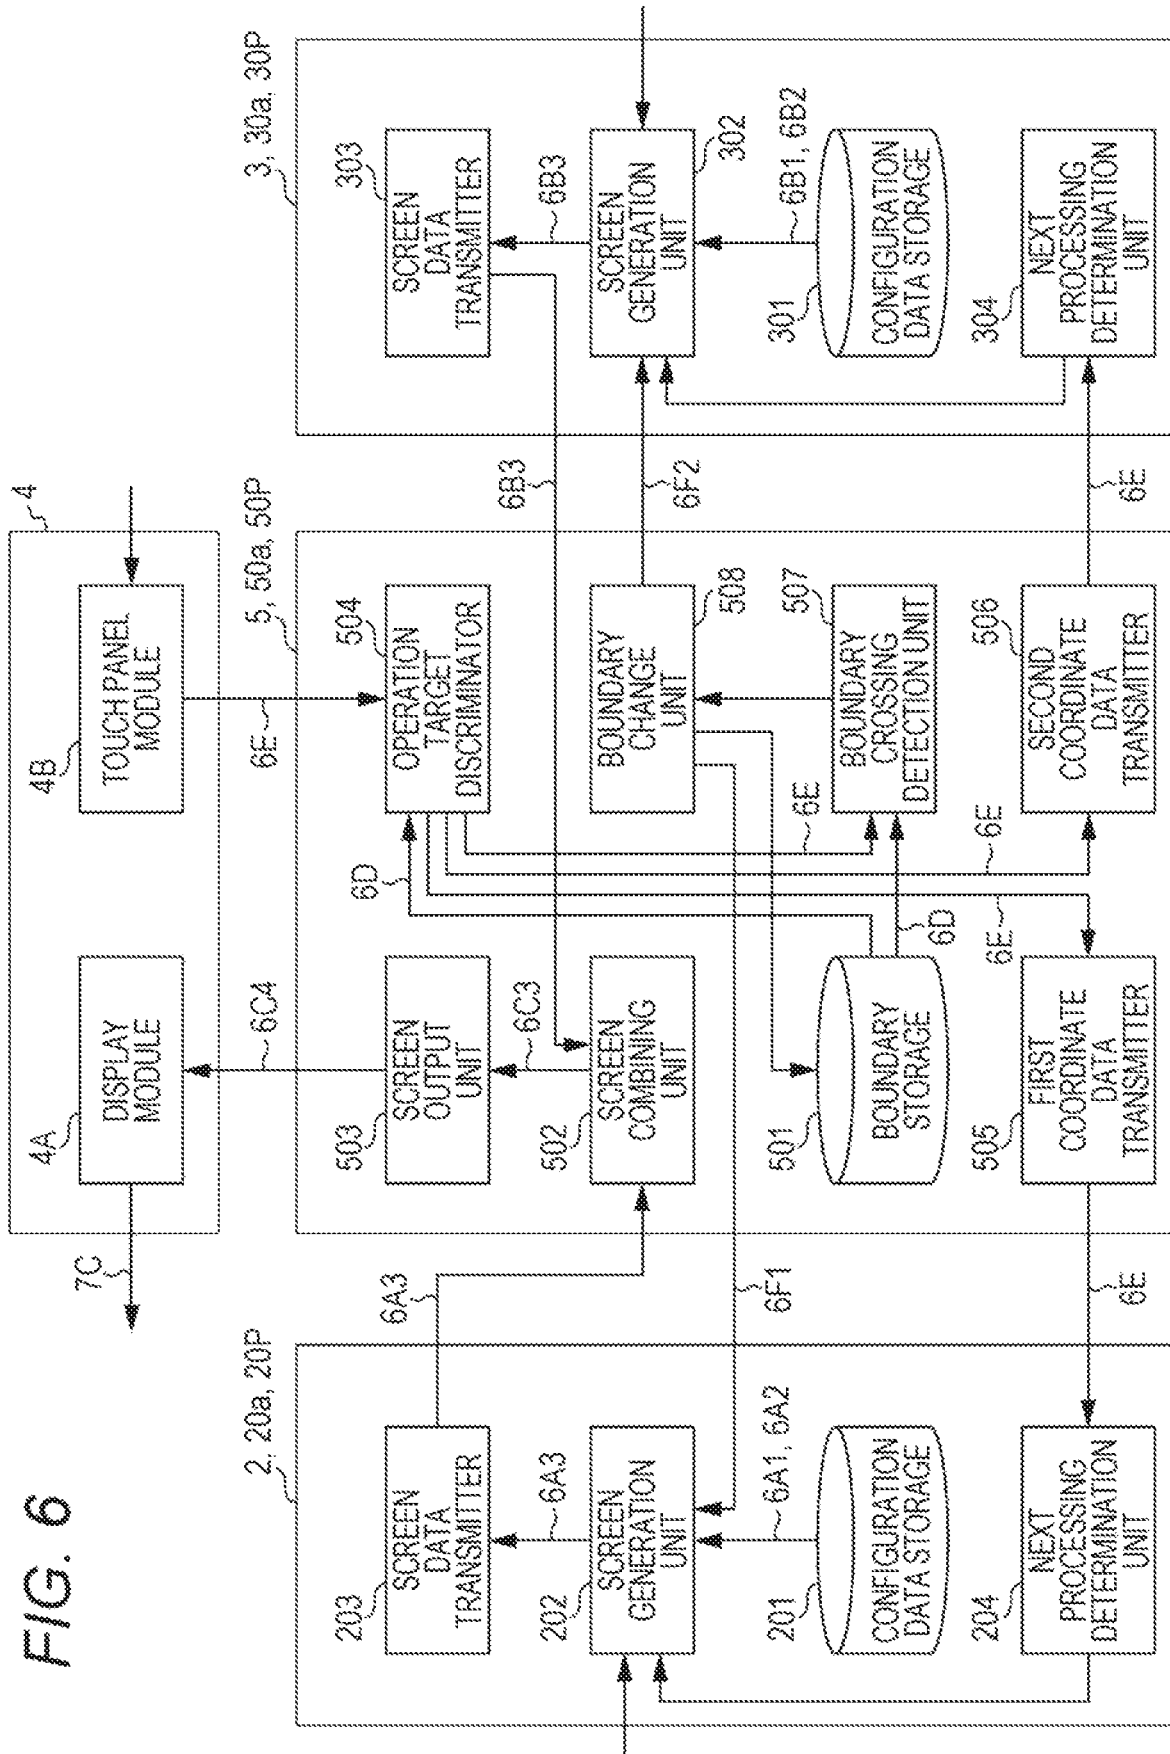 FIG. 6
4
4A
DISPLAY
MODULE
4B
TOUCH PANEL
MODULE
7C
6C4
6E
2, 20a, 20P
203
SCREEN
DATA
TRANSMITTER
6A3
202
SCREEN
GENERATION
UNIT
6A1, 6A2
201
CONFIGURATION
DATA STORAGE
204
NEXT
PROCESSING
DETERMINATION
UNIT
6A3
6F1
6E
5, 50a, 50P
503
SCREEN
OUTPUT
UNIT
6C3
502
SCREEN
COMBINING
UNIT
501
BOUNDARY
STORAGE
505
FIRST
COORDINATE
DATA
TRANSMITTER
6D
6D
6E
6E
6E
504
OPERATION
TARGET
DISCRIMINATOR
508
BOUNDARY
CHANGE
UNIT
507
BOUNDARY
CROSSING
DETECTION UNIT
506
SECOND
COORDINATE
DATA
TRANSMITTER
6B3
6F2
6E
3, 30a, 30P
303
SCREEN
DATA
TRANSMITTER
6B3
302
SCREEN
GENERATION
UNIT
6B1, 6B2
301
CONFIGURATION
DATA STORAGE
304
NEXT
PROCESSING
DETERMINATION
UNIT